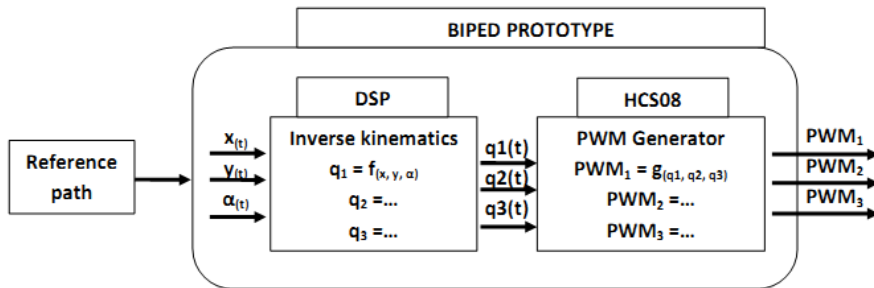 BIPED PROTOTYPE
DSP
HCS08
Reference
path
x(t)
y(t)
α(t)
Inverse kinematics
q1 = f(x, y, α)
q2 =...
q3 =...
q1(t)
q2(t)
q3(t)
PWM Generator
PWM1 = g(q1, q2, q3)
PWM2 =...
PWM3 =...
PWM1
PWM2
PWM3